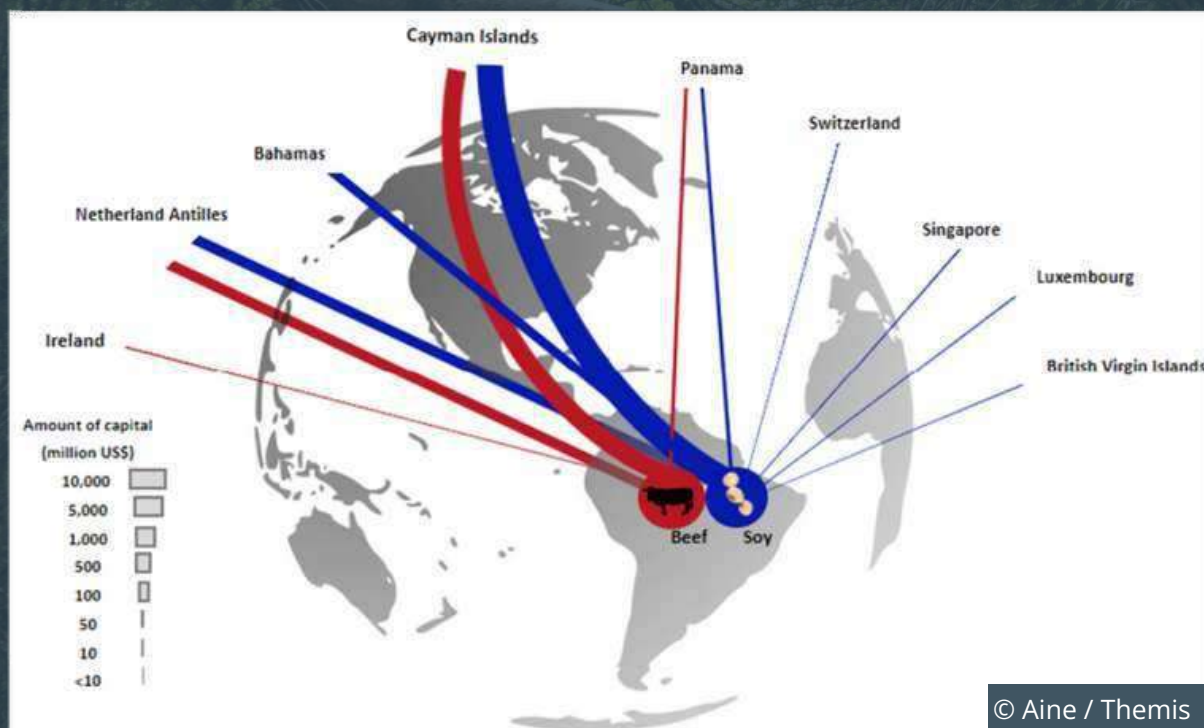 Cayman Islands
Panama
Switzerland
Bahamas
Netherland Antilles
Singapore
Luxembourg
Ireland
British Virgin Islands
Amount of capital
(million US$)
10,000
5,000
1,000
500
100
50
10
<10
Beef
Soy
© Aine / Themis